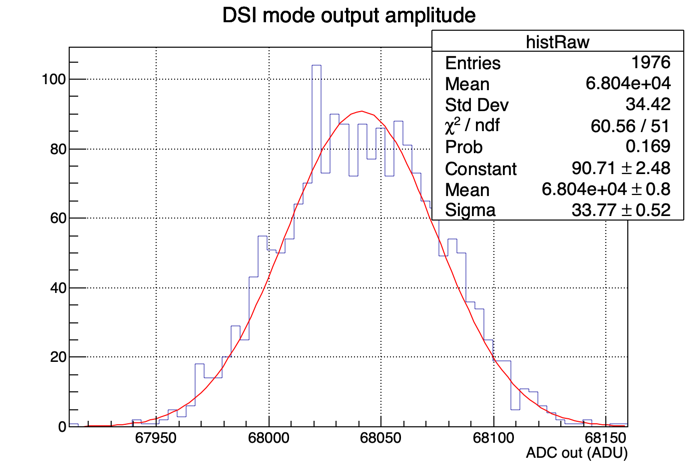 DSI mode output amplitude
histRaw
Entries 1976
Mean 6.804e+04
Std Dev 34.42
χ² / ndf 60.56 / 51
Prob 0.169
Constant 90.71 ± 2.48
Mean 6.804e+04 ± 0.8
Sigma 33.77 ± 0.52
100
80
60
40
20
0
67950 68000 68050 68100 68150
ADC out (ADU)